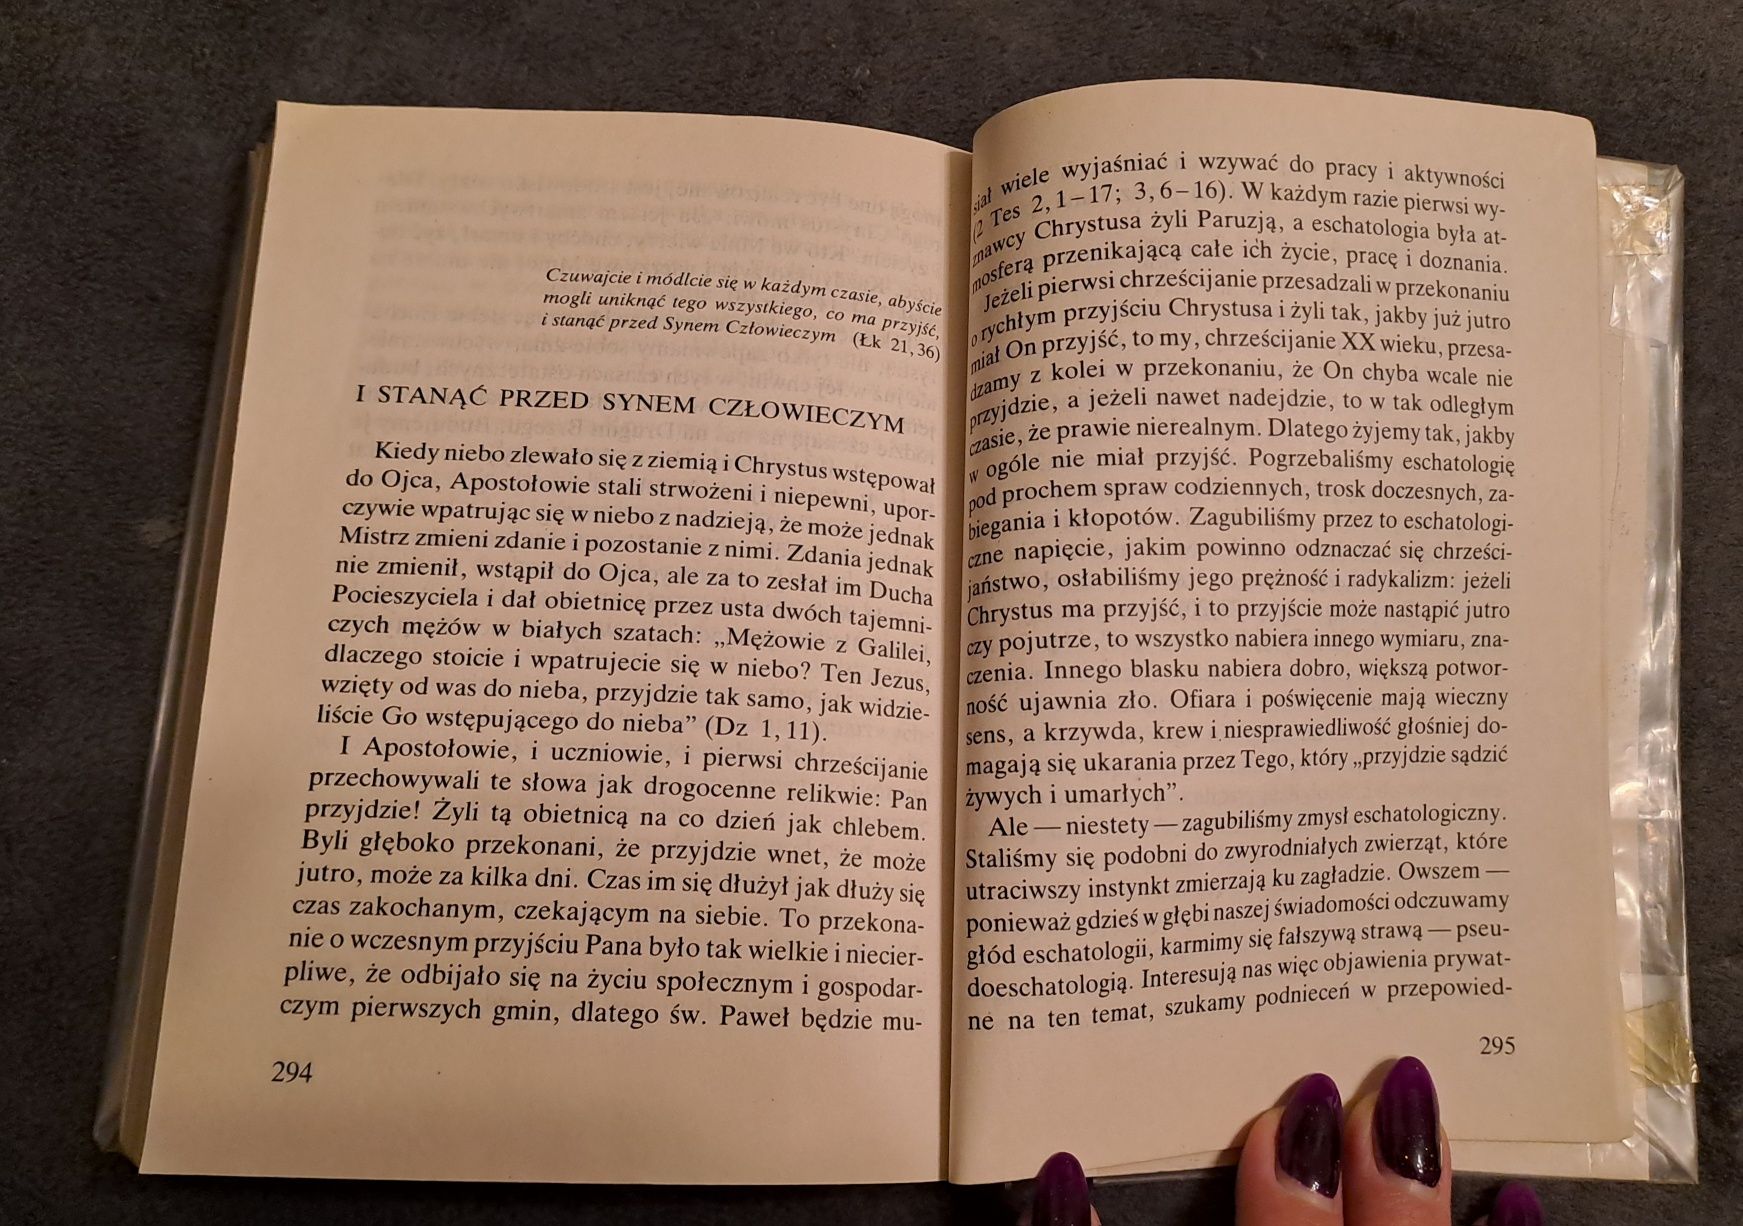 Czuwajcie i módlcie się w każdym czasie, abyście
mogli uniknąć tego wszystkiego, co ma przyjść,
i stanąć przed Synem Człowieczym (Łk 21,36)
I STANĄĆ PRZED SYNEM CZŁOWIECZYM
Kiedy niebo zlewało się z ziemią i Chrystus wstępował
do Ojca, Apostołowie stali strwożeni i niepewni, upor-
czywie wpatrując się w niebo z nadzieją, że może jednak
Mistrz zmieni zdanie i pozostanie z nimi. Zdania jednak
nie zmienił, wstąpił do Ojca, ale za to zesłał im Ducha
Pocieszyciela i dał obietnicę przez usta dwóch tajemni-
czych mężów w białych szatach: „Mężowie z Galilei,
dlaczego stoicie i wpatrujecie się w niebo? Ten Jezus,
wzięty od was do nieba, przyjdzie tak samo, jak widzie-
liście Go wstępującego do nieba” (Dz 1,11).
I Apostołowie, i uczniowie, i pierwsi chrześcijanie
przechowywali te słowa jak drogocenne relikwie: Pan
przyjdzie! Żyli tą obietnicą na co dzień jak chlebem.
Byli głęboko przekonani, że przyjdzie wnet, że może
jutro, może za kilka dni. Czas im się dłużył jak dłuży się
czas zakochanym, czekającym na siebie. To przekona-
nie o wczesnym przyjściu Pana było tak wielkie i niecier-
pliwe, że odbijało się na życiu społecznym i gospodar-
czym pierwszych gmin, dlatego św. Paweł będzie mu-
294
siał wiele wyjaśniać i wzywać do pracy i aktywności
(2 Tes 2,1–17; 3,6–16). W każdym razie pierwsi wy-
znawcy Chrystusa żyli Paruzją, a eschatologia była at-
mosferą przenikającą całe ich życie, pracę i doznania.
Jeżeli pierwsi chrześcijanie przesadzali w przekonaniu
o rychłym przyjściu Chrystusa i żyli tak, jakby już jutro
miał On przyjść, to my, chrześcijanie XX wieku, przesa-
dzamy z kolei w przekonaniu, że On chyba wcale nie
przyjdzie, a jeżeli nawet nadejdzie, to w tak odległym
czasie, że prawie nierealnym. Dlatego żyjemy tak, jakby
w ogóle nie miał przyjść. Pogrzebaliśmy eschatologię
pod prochem spraw codziennych, trosk doczesnych, za-
biegania i kłopotów. Zagubiliśmy przez to eschatologi-
czne napięcie, jakim powinno odznaczać się chrześci-
jaństwo, osłabiliśmy jego prężność i radykalizm: jeżeli
Chrystus ma przyjść, i to przyjście może nastąpić jutro
czy pojutrze, to wszystko nabiera innego wymiaru, zna-
czenia. Innego blasku nabiera dobro, większą potwor-
ność ujawnia zło. Ofiara i poświęcenie mają wieczny
sens, a krzywda, krew i niesprawiedliwość głośniej do-
magają się ukarania przez Tego, który „przyjdzie sądzić
żywych i umarłych”.
Ale — niestety — zagubiliśmy zmysł eschatologiczny.
Staliśmy się podobni do zwyrodniałych zwierząt, które
utraciwszy instynkt zmierzają ku zagładzie. Owszem —
ponieważ gdzieś w głębi naszej świadomości odczuwamy
głód eschatologii, karmimy się fałszywą strawą — pseu-
doeschatologią. Interesują nas więc objawienia prywat-
ne na ten temat, szukamy podnieceń w przepowied-
295